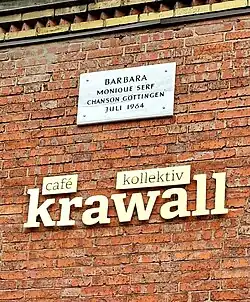 BARBARA
MONIQUE SERF
CHANSON GÖTTINGEN
JULI 1964
café kollektiv
krawall